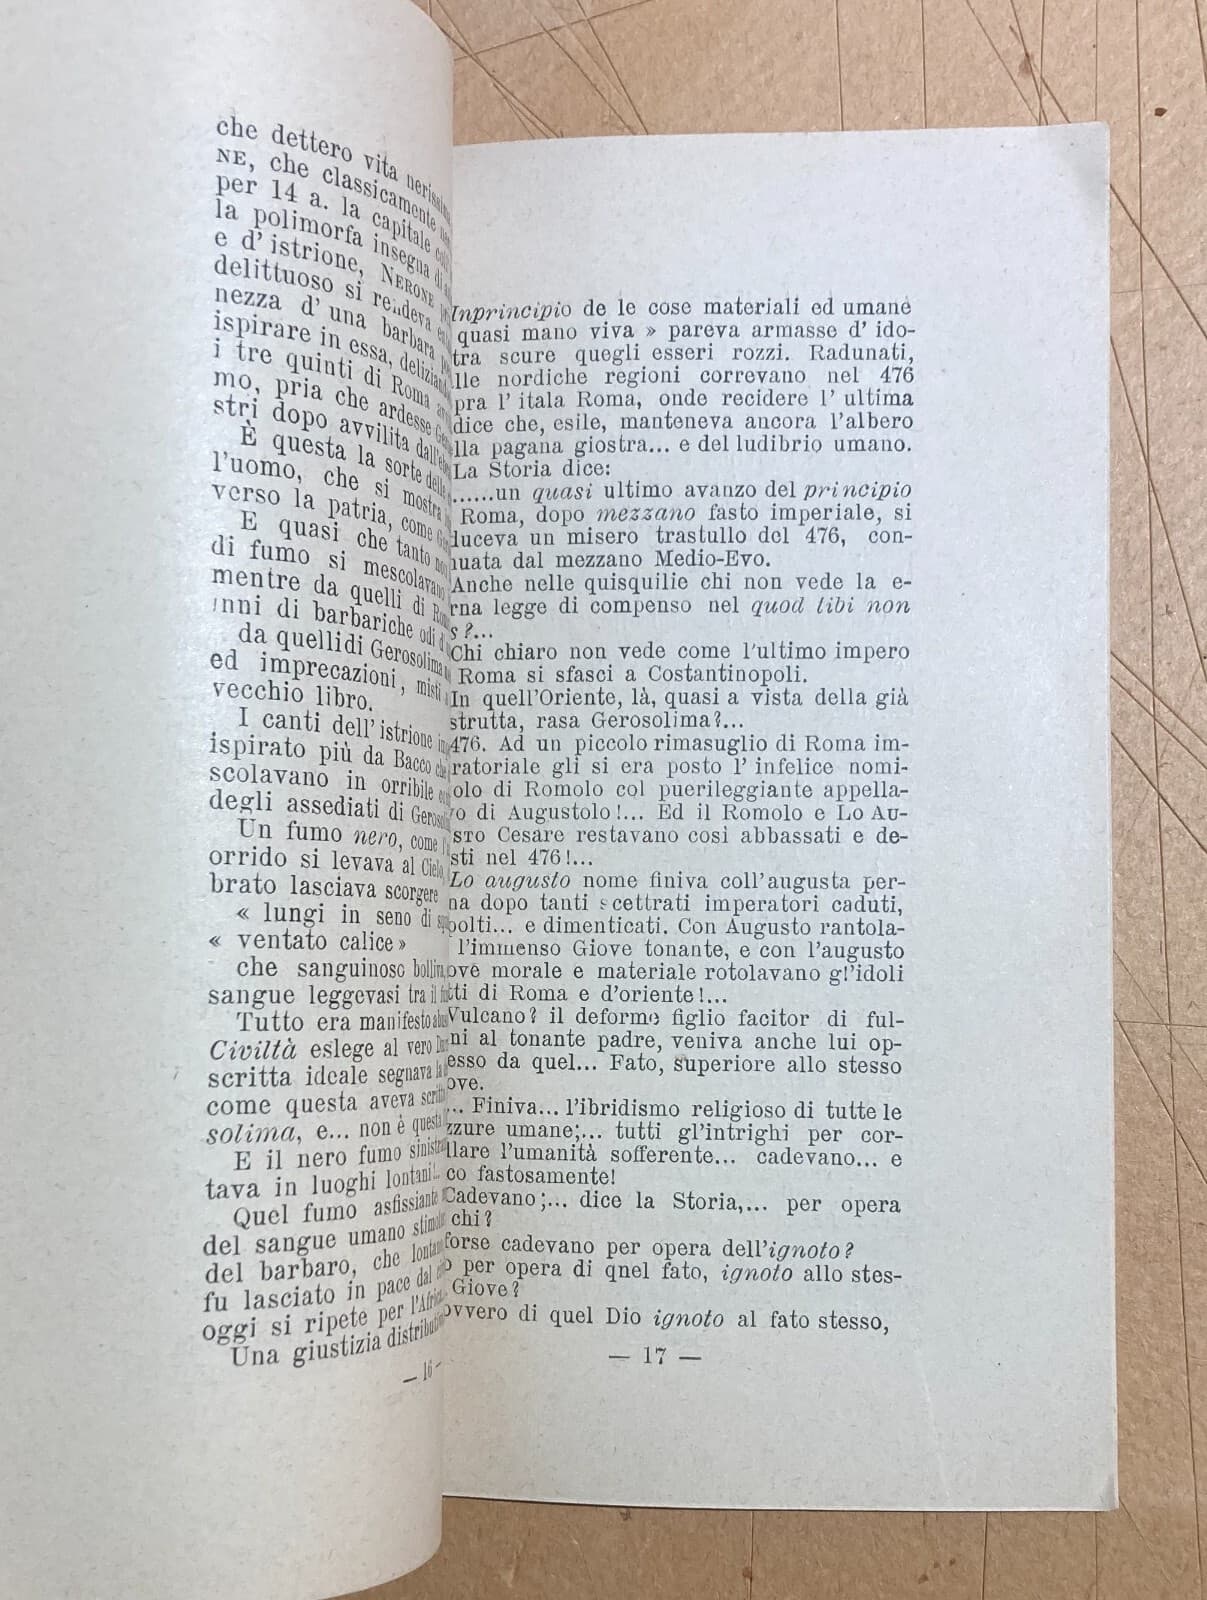 che dettero vita
NE, che classicamente
per 14 a. la capitale
la polimorfa insegna di
e d' istrione, NERONE
delittuoso si rendeva
nezza d' una barbara
ispirare in essa,
i tre quinti di Roma
mo, pria che ardesse
stri dopo avvilita
È questa la sorte
l'uomo, che si mostra
verso la patria, come
E quasi che tanto
di fumo si mescolavano
mentre da quelli di
nni di barbariche odi
da quellidi Gerosolima
ed imprecazioni, misti
vecchio libro.
I canti dell' istrione
ispirato più da Bacco
scolavano in orribile
degli assediati di
Un fumo nero, come
orrido si levava al Cielo,
brato lasciava scorgere
« lungi in seno di
« ventato calice »
che sanguinoso
sangue leggevasi tra il
Tutto era manifesto
Civiltà eslege al vero
scritta ideale segnava
come questa aveva
solima, e... non è questa
E il nero fumo
tava in luoghi lontani!..
Quel fumo asfissiante
del sangue umano
del barbaro, che
fu lasciato in pace dal
oggi si ripete per
Una giustizia
— 16 —
Inprincipio de le cose materiali ed umane
quasi mano viva » pareva armasse d' ido-
tra scure quegli esseri rozzi. Radunati,
lle nordiche regioni correvano nel 476
pra l' itala Roma, onde recidere l' ultima
dice che, esile, manteneva ancora l'albero
lla pagana giostra... e del ludibrio umano.
La Storia dice:
......un quasi ultimo avanzo del principio
Roma, dopo mezzano fasto imperiale, si
luceva un misero trastullo del 476, con-
nuata dal mezzano Medio-Evo.
Anche nelle quisquilie chi non vede la e-
rna legge di compenso nel quod tibi non
s ?...
Chi chiaro non vede come l'ultimo impero
Roma si sfasci a Costantinopoli.
In quell'Oriente, là, quasi a vista della già
strutta, rasa Gerosolima?...
476. Ad un piccolo rimasuglio di Roma im-
ratoriale gli si era posto l' infelice nomi-
olo di Romolo col puerileggiante appella-
vo di Augustolo!... Ed il Romolo e LO AU-
STO Cesare restavano così abbassati e de-
sti nel 476!...
Lo augusto nome finiva coll'augusta per-
na dopo tanti scettrati imperatori caduti,
polti... e dimenticati. Con Augusto rantola-
l'immenso Giove tonante, e con l'augusto
ove morale e materiale rotolavano gl'idoli
tti di Roma e d'oriente!...
Vulcano? il deforme figlio facitor di ful-
ni al tonante padre, veniva anche lui op-
esso da quel... Fato, superiore allo stesso
ove.
... Finiva... l'ibridismo religioso di tutte le
zzure umane;... tutti gl'intrighi per cor-
llare l'umanità sofferente... cadevano... e
co fastosamente!
Cadevano;... dice la Storia,... per opera
chi?
forse cadevano per opera dell'ignoto?
o per opera di qnel fato, ignoto allo stes-
Giove?
ovvero di quel Dio ignoto al fato stesso,
— 17 —